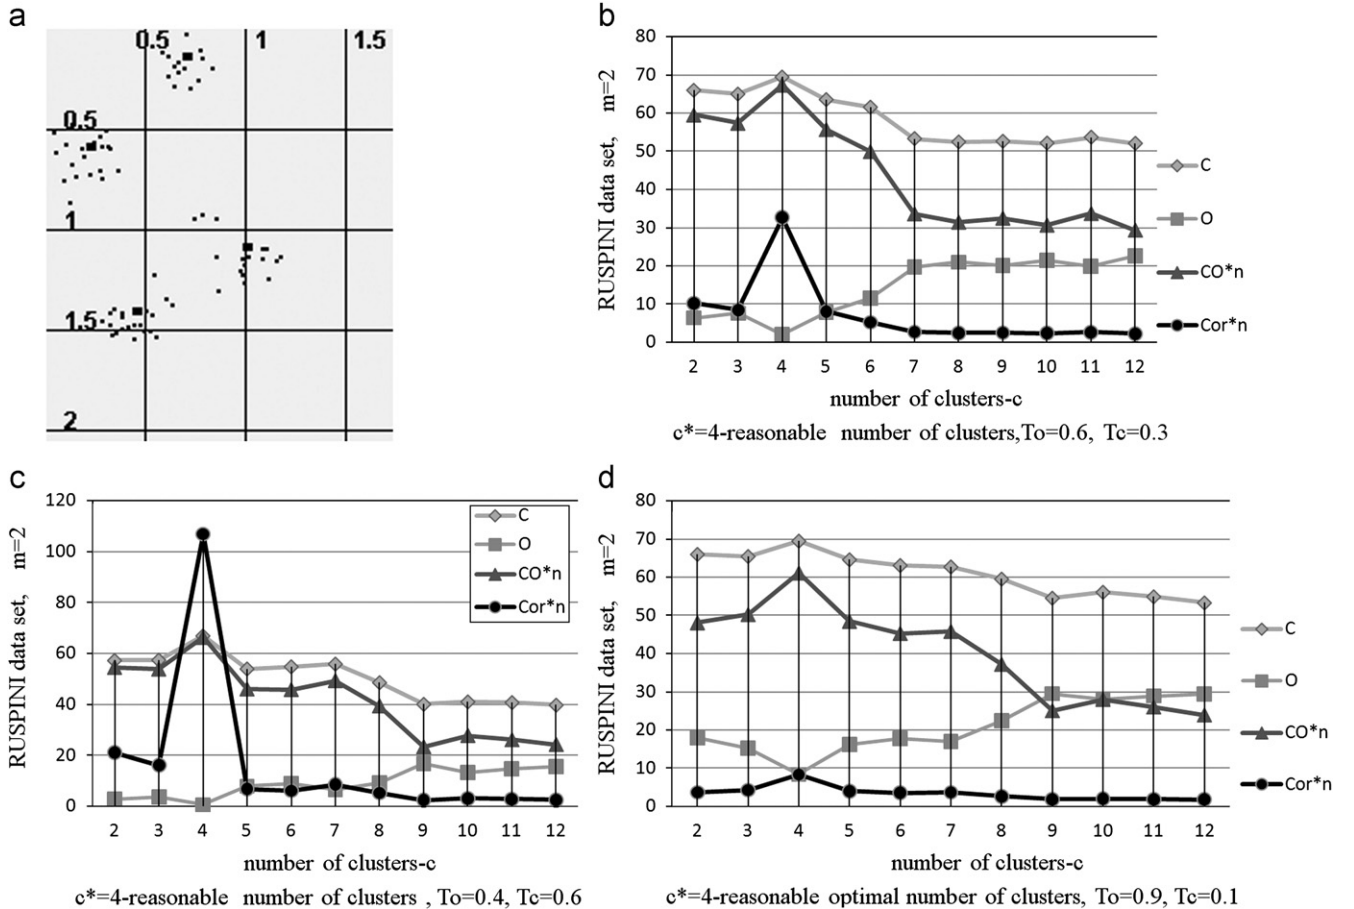 a
0.5 1 1.5
0.5
1
1.5
2
b
RUSPINI data set, m=2
80
70
60
50
40
30
20
10
0
2 3 4 5 6 7 8 9 10 11 12
number of clusters-c
c*=4-reasonable number of clusters,To=0.6, Tc=0.3
C
O
CO*n
Cor*n
c
RUSPINI data set, m=2
120
100
80
60
40
20
0
2 3 4 5 6 7 8 9 10 11 12
number of clusters-c
c*=4-reasonable number of clusters , To=0.4, Tc=0.6
C
O
CO*n
Cor*n
d
RUSPINI data set, m=2
80
70
60
50
40
30
20
10
0
2 3 4 5 6 7 8 9 10 11 12
number of clusters-c
c*=4-reasonable optimal number of clusters, To=0.9, Tc=0.1
C
O
CO*n
Cor*n